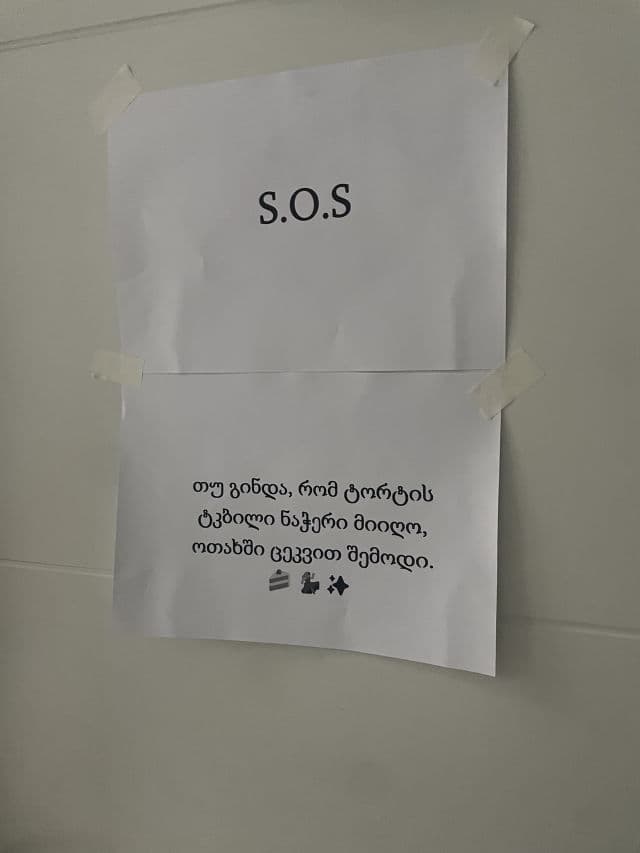 S.O.S
თუ გინდა, რომ ტორტის
ტკბილი ნაჭერი მიიღო,
ოთახში ცეკვით შემოდი.
🍰💃✨